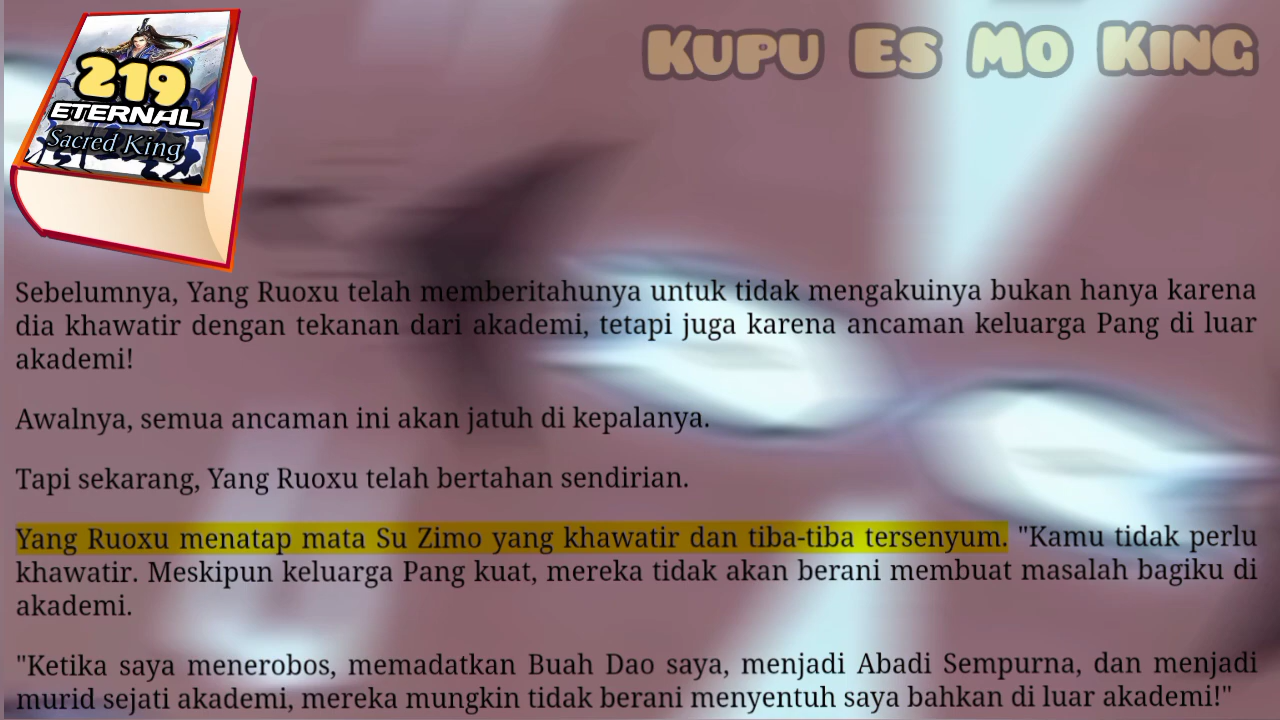 219
ETERNAL
Sacred King
Kupu Es Mo King
Sebelumnya, Yang Ruoxu telah memberitahunya untuk tidak mengakuinya bukan hanya karena
dia khawatir dengan tekanan dari akademi, tetapi juga karena ancaman keluarga Pang di luar
akademi!
Awalnya, semua ancaman ini akan jatuh di kepalanya.
Tapi sekarang, Yang Ruoxu telah bertahan sendirian.
Yang Ruoxu menatap mata Su Zimo yang khawatir dan tiba-tiba tersenyum. "Kamu tidak perlu
khawatir. Meskipun keluarga Pang kuat, mereka tidak akan berani membuat masalah bagiku di
akademi.
"Ketika saya menerobos, memadatkan Buah Dao saya, menjadi Abadi Sempurna, dan menjadi
murid sejati akademi, mereka mungkin tidak berani menyentuh saya bahkan di luar akademi!"